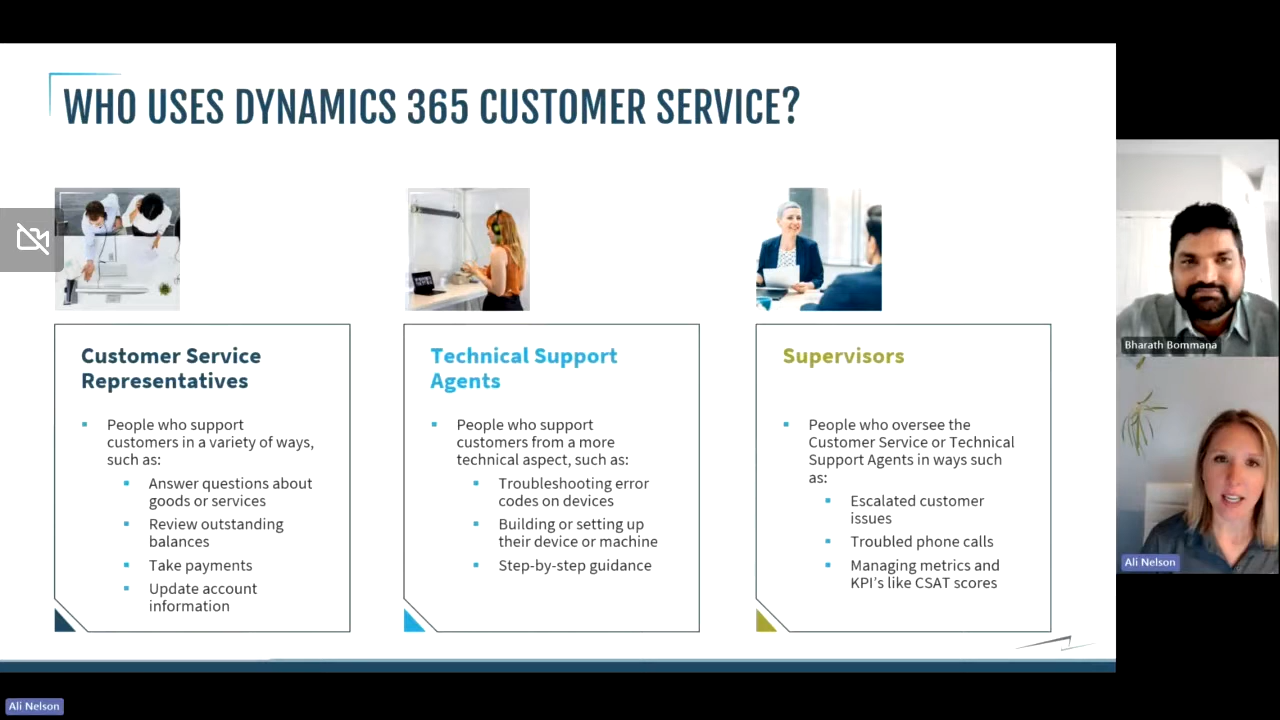 WHO USES DYNAMICS 365 CUSTOMER SERVICE?
Customer Service
Representatives
▪ People who support
customers in a variety of ways,
such as:
▪ Answer questions about
goods or services
▪ Review outstanding
balances
▪ Take payments
▪ Update account
information
Technical Support
Agents
▪ People who support
customers from a more
technical aspect, such as:
▪ Troubleshooting error
codes on devices
▪ Building or setting up
their device or machine
▪ Step-by-step guidance
Supervisors
▪ People who oversee the
Customer Service or Technical
Support Agents in ways such
as:
▪ Escalated customer
issues
▪ Troubled phone calls
▪ Managing metrics and
KPI's like CSAT scores
Bharath Bommana
Ali Nelson
Ali Nelson